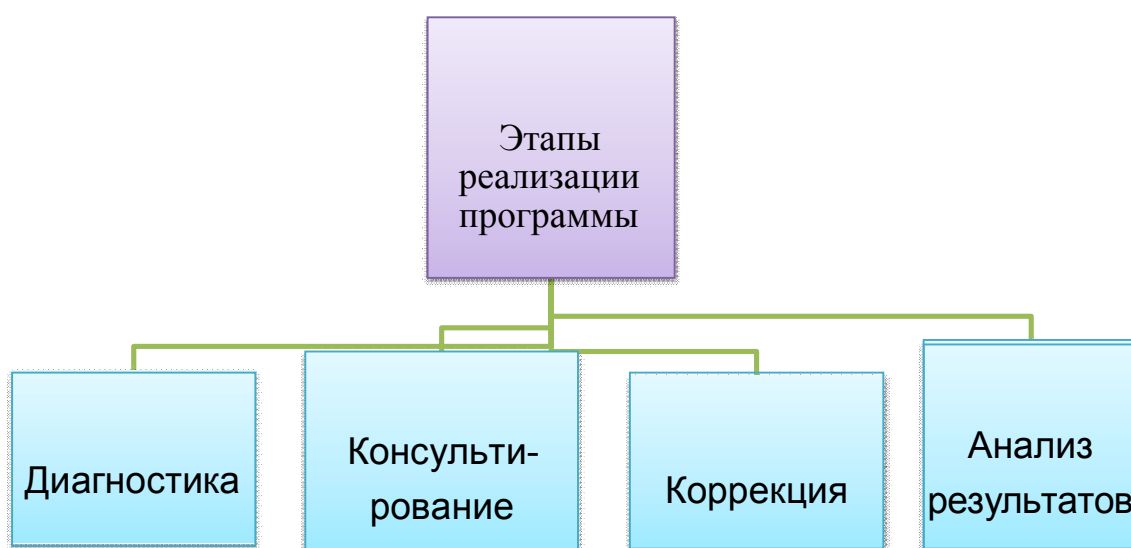 Этапы
реализации
программы
Диагностика
Консульти-
рование
Коррекция
Анализ
результатов